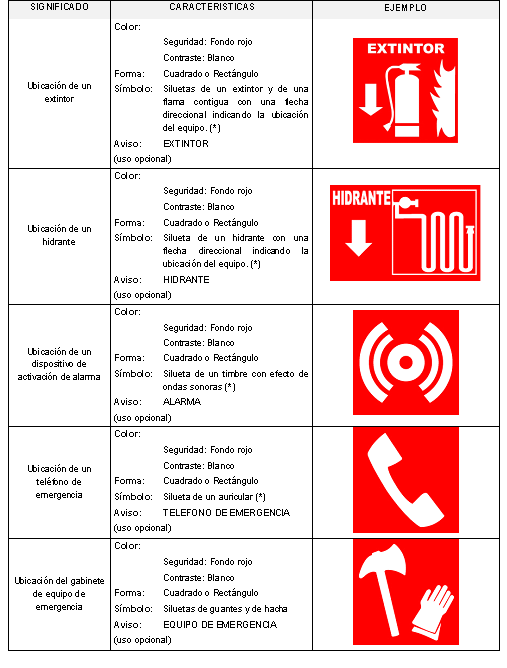 SIGNIFICADO
CARACTERISTICAS
EJEMPLO
Ubicación de un
extintor
Color:
Seguridad: Fondo rojo
Contraste: Blanco
Forma: Cuadrado o Rectángulo
Símbolo: Siluetas de un extintor y de una
flama contigua con una flecha
direccional indicando la ubicación
del equipo. (*)
Aviso: EXTINTOR
(uso opcional)
EXTINTOR
Ubicación de un
hidrante
Color:
Seguridad: Fondo rojo
Contraste: Blanco
Forma: Cuadrado o Rectángulo
Símbolo: Silueta de un hidrante con una
flecha direccional indicando la
ubicación del equipo. (*)
Aviso: HIDRANTE
(uso opcional)
HIDRANTE
Ubicación de un
dispositivo de
activación de alarma
Color:
Seguridad: Fondo rojo
Contraste: Blanco
Forma: Cuadrado o Rectángulo
Símbolo: Silueta de un timbre con efecto de
ondas sonoras (*)
Aviso: ALARMA
(uso opcional)
Ubicación de un
teléfono de
emergencia
Color:
Seguridad: Fondo rojo
Contraste: Blanco
Forma: Cuadrado o Rectángulo
Símbolo: Silueta de un auricular (*)
Aviso: TELEFONO DE EMERGENCIA
(uso opcional)
Ubicación del gabinete
de equipo de
emergencia
Color:
Seguridad: Fondo rojo
Contraste: Blanco
Forma: Cuadrado o Rectángulo
Símbolo: Siluetas de guantes y de hacha
Aviso: EQUIPO DE EMERGENCIA
(uso opcional)